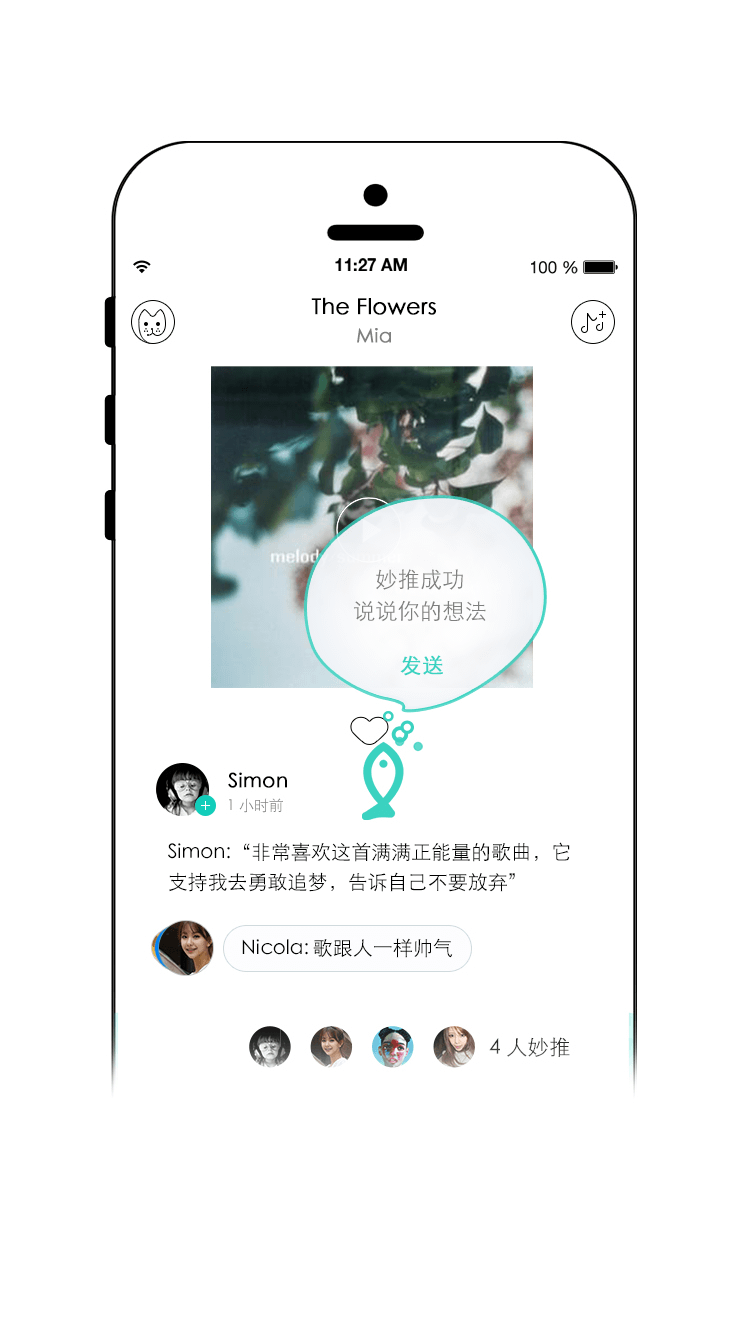 11:27 AM
100 %
The Flowers
Mia
melod
妙推成功
说说你的想法
发送
Simon
1 小时前
Simon:“非常喜欢这首满满正能量的歌曲，它
支持我去勇敢追梦，告诉自己不要放弃”
Nicola: 歌跟人一样帅气
4 人妙推